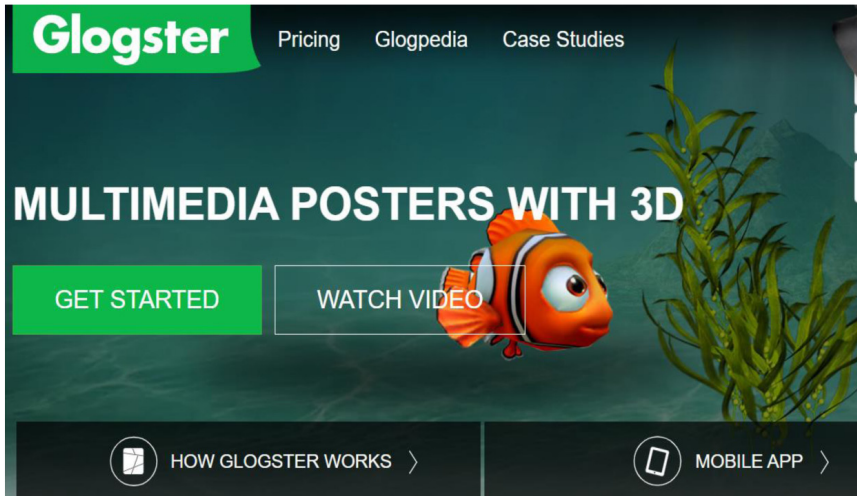 Glogster
Pricing Glogpedia Case Studies
MULTIMEDIA POSTERS WITH 3D
GET STARTED WATCH VIDEO
HOW GLOGSTER WORKS MOBILE APP